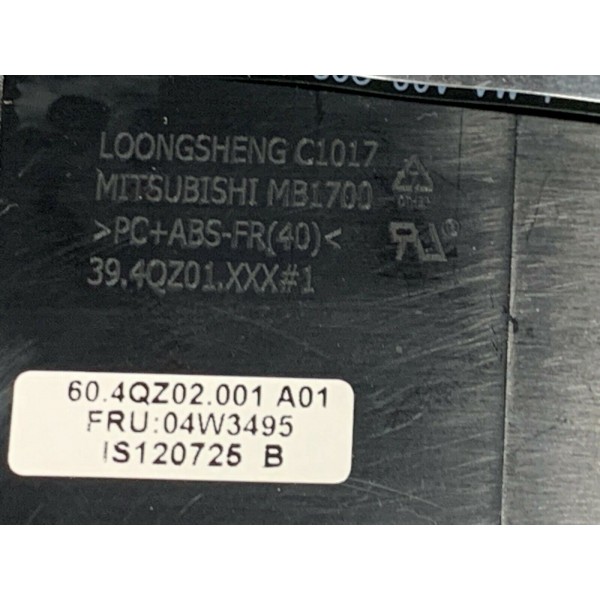 LOONGSHENG C1017
MITSUBISHI MB1700
>PC+ABS-FR(40)<
39.4QZ01.XXX#1
60.4QZ02.001 A01
FRU:04W3495
IS120725 B